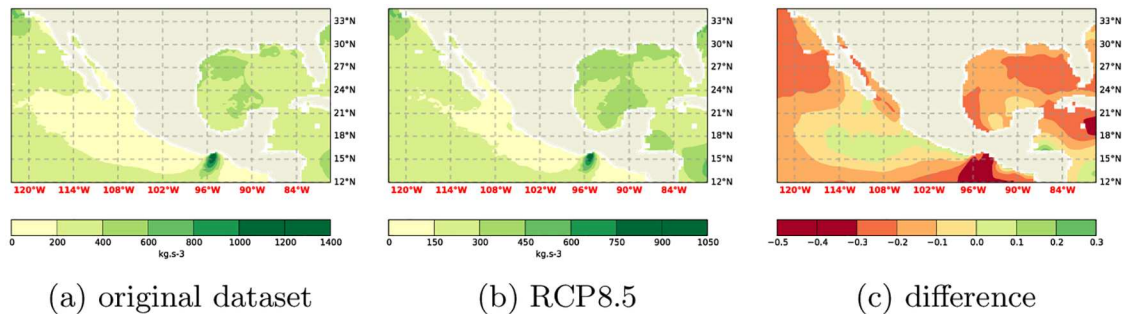 33°N
30°N
27°N
24°N
21°N
18°N
15°N
12°N
120°W 114°W 108°W 102°W 96°W 90°W 84°W
0 200 400 600 800 1000 1200 1400
kg.s-3
(a) original dataset
33°N
30°N
27°N
24°N
21°N
18°N
15°N
12°N
120°W 114°W 108°W 102°W 96°W 90°W 84°W
0 150 300 450 600 750 900 1050
kg.s-3
(b) RCP8.5
33°N
30°N
27°N
24°N
21°N
18°N
15°N
12°N
120°W 114°W 108°W 102°W 96°W 90°W 84°W
−0.5 −0.4 −0.3 −0.2 −0.1 0.0 0.1 0.2 0.3
(c) difference